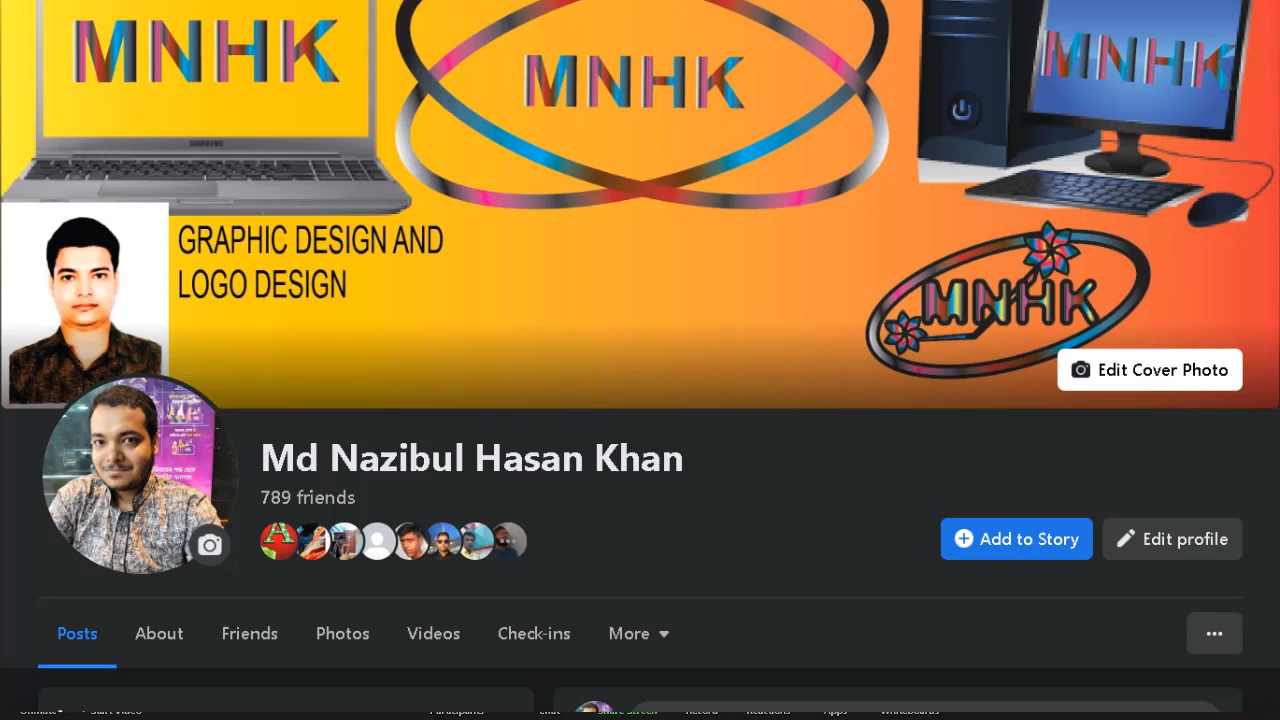 MNHK
MNHK
MNHK
SAMSUNG
GRAPHIC DESIGN AND
LOGO DESIGN
MNHK
Edit Cover Photo
Md Nazibul Hasan Khan
789 friends
Add to Story
Edit profile
Posts
About
Friends
Photos
Videos
Check-ins
More